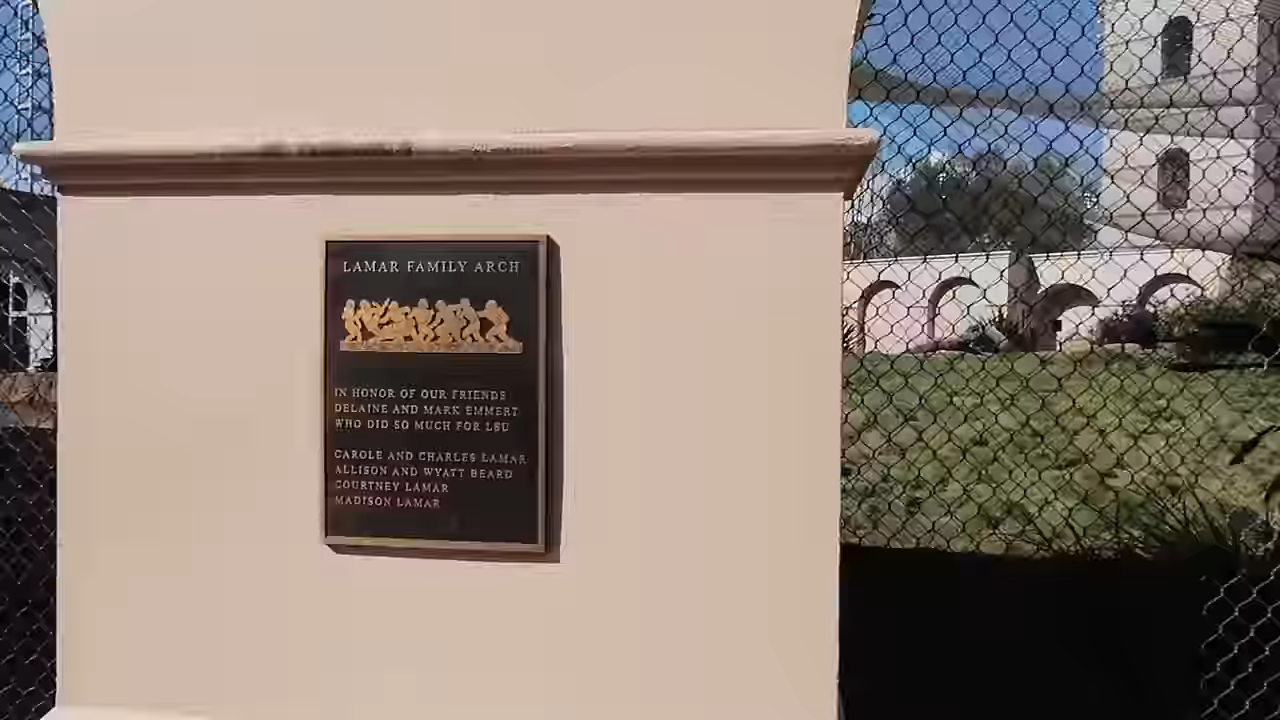 LAMAR FAMILY ARCH
IN HONOR OF OUR FRIENDS
DELAINE AND MARK EMMERT
WHO DID SO MUCH FOR LSU
CAROLE AND CHARLES LAMAR
ALLISON AND WYATT BEARD
COURTNEY LAMAR
MADISON LAMAR